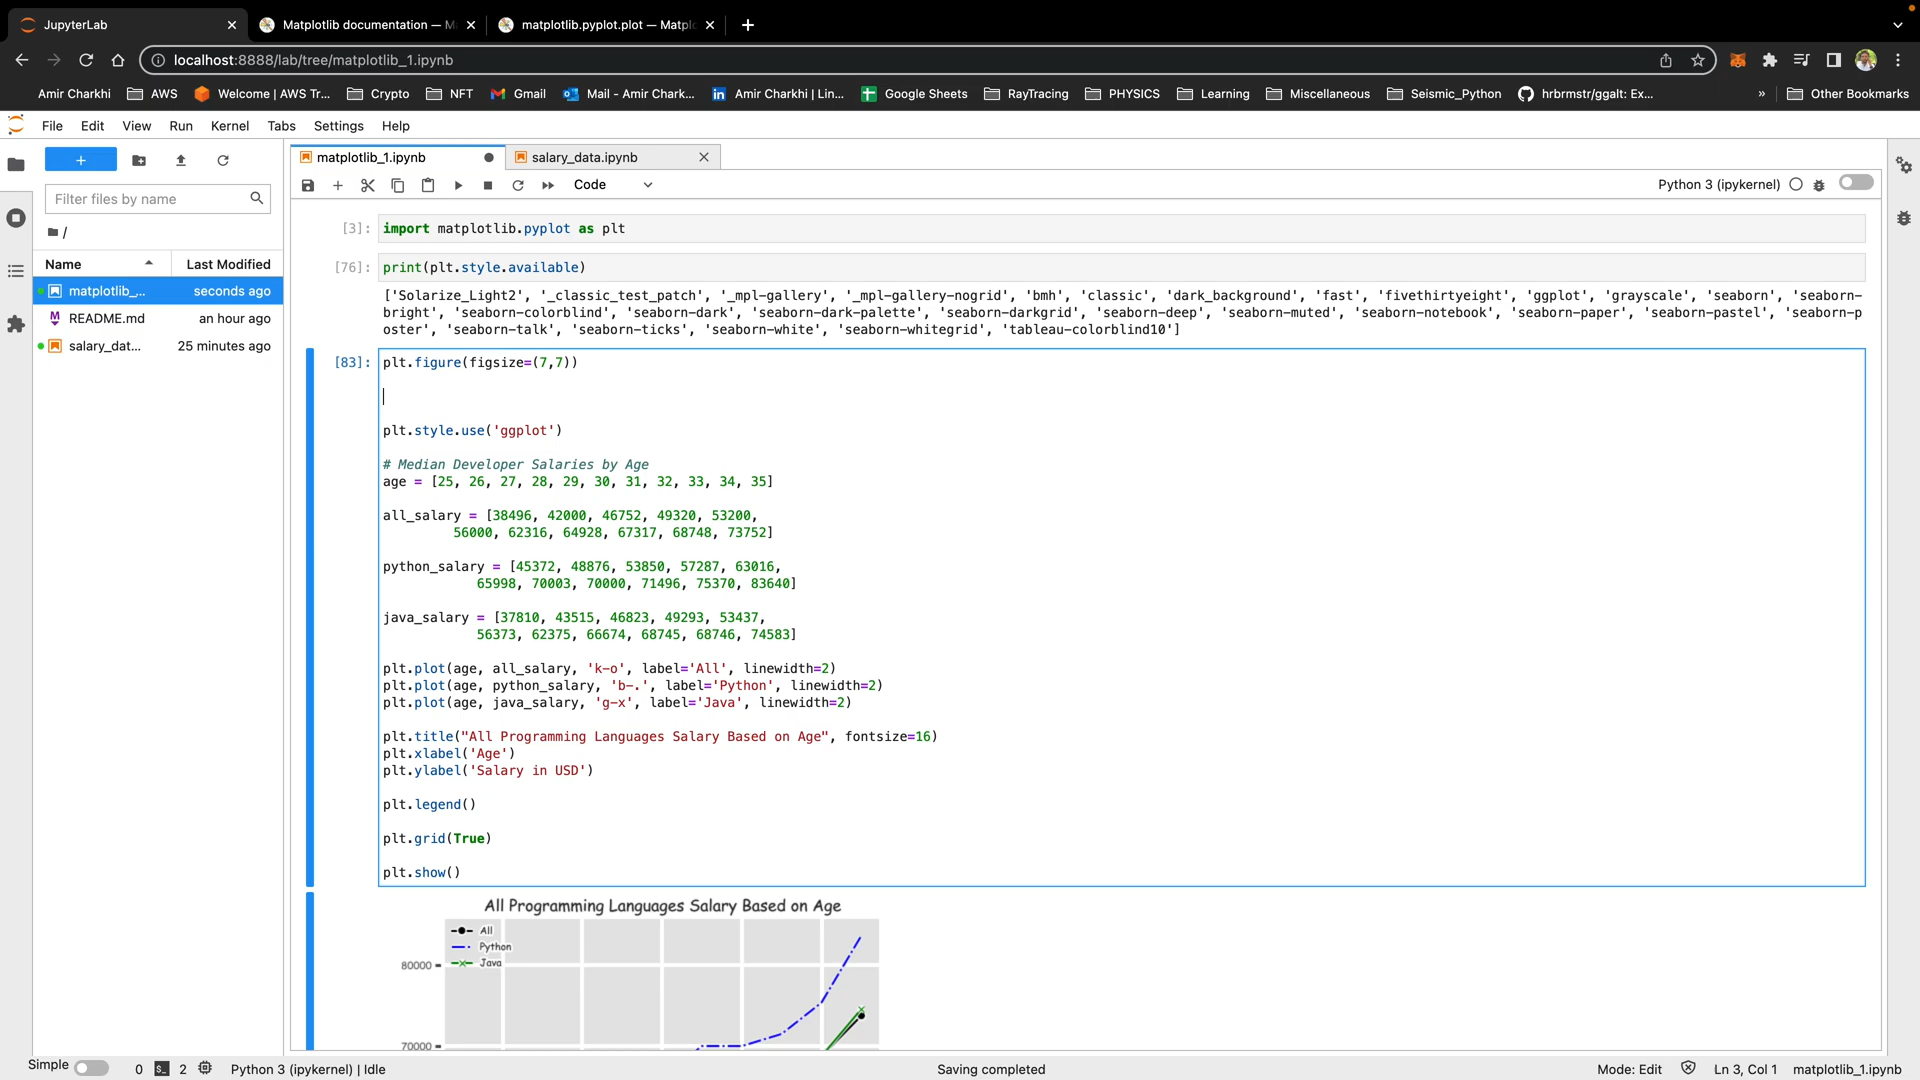 JupyterLab
Matplotlib documentation — M
matplotlib.pyplot.plot — Matpl
localhost:8888/lab/tree/matplotlib_1.ipynb
Amir Charkhi
AWS
Welcome | AWS Tr...
Crypto
NFT
Gmail
Mail - Amir Chark...
Amir Charkhi | Lin...
Google Sheets
RayTracing
PHYSICS
Learning
Miscellaneous
Seismic_Python
hrbrmstr/ggalt: Ex...
»
Other Bookmarks
File Edit View Run Kernel Tabs Settings Help
matplotlib_1.ipynb
salary_data.ipynb
Filter files by name
Code
Python 3 (ipykernel)
/
Name
Last Modified
matplotlib_... seconds ago
README.md an hour ago
salary_dat... 25 minutes ago
[3]: import matplotlib.pyplot as plt
[76]: print(plt.style.available)
['Solarize_Light2', '_classic_test_patch', '_mpl-gallery', '_mpl-gallery-nogrid', 'bmh', 'classic', 'dark_background', 'fast', 'fivethirtyeight', 'ggplot', 'grayscale', 'seaborn', 'seaborn-
bright', 'seaborn-colorblind', 'seaborn-dark', 'seaborn-dark-palette', 'seaborn-darkgrid', 'seaborn-deep', 'seaborn-muted', 'seaborn-notebook', 'seaborn-paper', 'seaborn-pastel', 'seaborn-p
oster', 'seaborn-talk', 'seaborn-ticks', 'seaborn-white', 'seaborn-whitegrid', 'tableau-colorblind10']
[83]: plt.figure(figsize=(7,7))
plt.style.use('ggplot')
# Median Developer Salaries by Age
age = [25, 26, 27, 28, 29, 30, 31, 32, 33, 34, 35]
all_salary = [38496, 42000, 46752, 49320, 53200,
56000, 62316, 64928, 67317, 68748, 73752]
python_salary = [45372, 48876, 53850, 57287, 63016,
65998, 70003, 70000, 71496, 75370, 83640]
java_salary = [37810, 43515, 46823, 49293, 53437,
56373, 62375, 66674, 68745, 68746, 74583]
plt.plot(age, all_salary, 'k-o', label='All', linewidth=2)
plt.plot(age, python_salary, 'b-.', label='Python', linewidth=2)
plt.plot(age, java_salary, 'g-x', label='Java', linewidth=2)
plt.title("All Programming Languages Salary Based on Age", fontsize=16)
plt.xlabel('Age')
plt.ylabel('Salary in USD')
plt.legend()
plt.grid(True)
plt.show()
All Programming Languages Salary Based on Age
All
Python
Java
80000
70000
Simple
0
2
Python 3 (ipykernel) | Idle
Saving completed
Mode: Edit
Ln 3, Col 1
matplotlib_1.ipynb